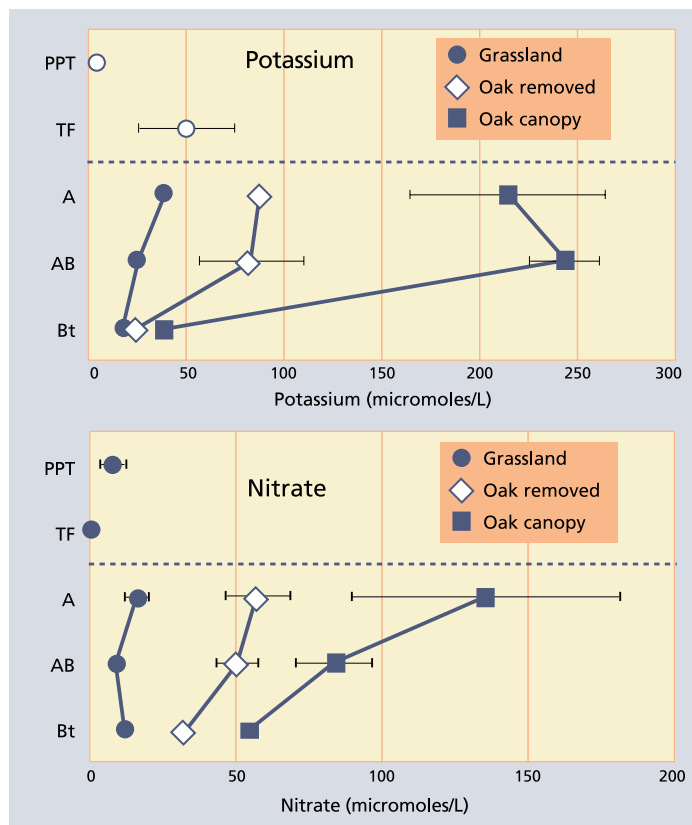 Potassium
Grassland
Oak removed
Oak canopy
PPT
TF
A
AB
Bt
0 50 100 150 200 250 300
Potassium (micromoles/L)
Nitrate
Grassland
Oak removed
Oak canopy
PPT
TF
A
AB
Bt
0 50 100 150 200
Nitrate (micromoles/L)